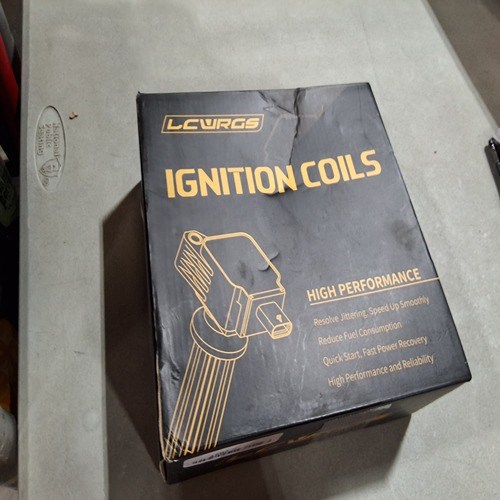 LCWRGS
IGNITION COILS
HIGH PERFORMANCE
Resolve Jittering, Speed Up Smoothly
Reduce Fuel Consumption
Quick Start, Fast Power Recovery
High Performance and Reliability